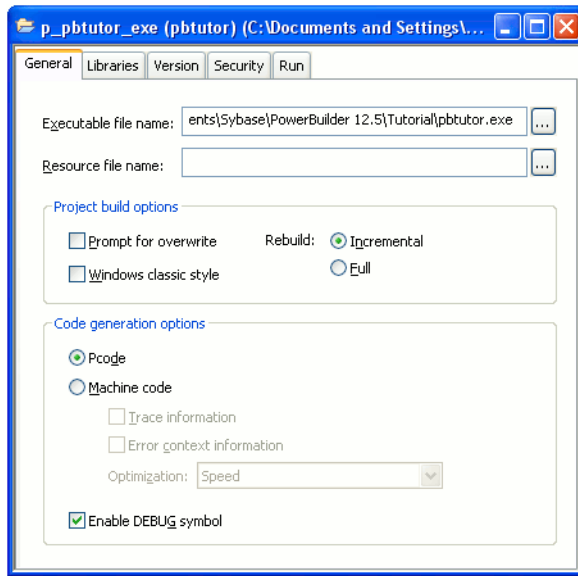 p_pbtutor_exe (pbtutor) (C:\Documents and Settings\...
General Libraries Version Security Run
Executable file name: ents\Sybase\PowerBuilder 12.5\Tutorial\pbtutor.exe ...
Resource file name: ...
Project build options
Prompt for overwrite Rebuild: Incremental
Windows classic style Full
Code generation options
Pcode
Machine code
Trace information
Error context information
Optimization: Speed
Enable DEBUG symbol